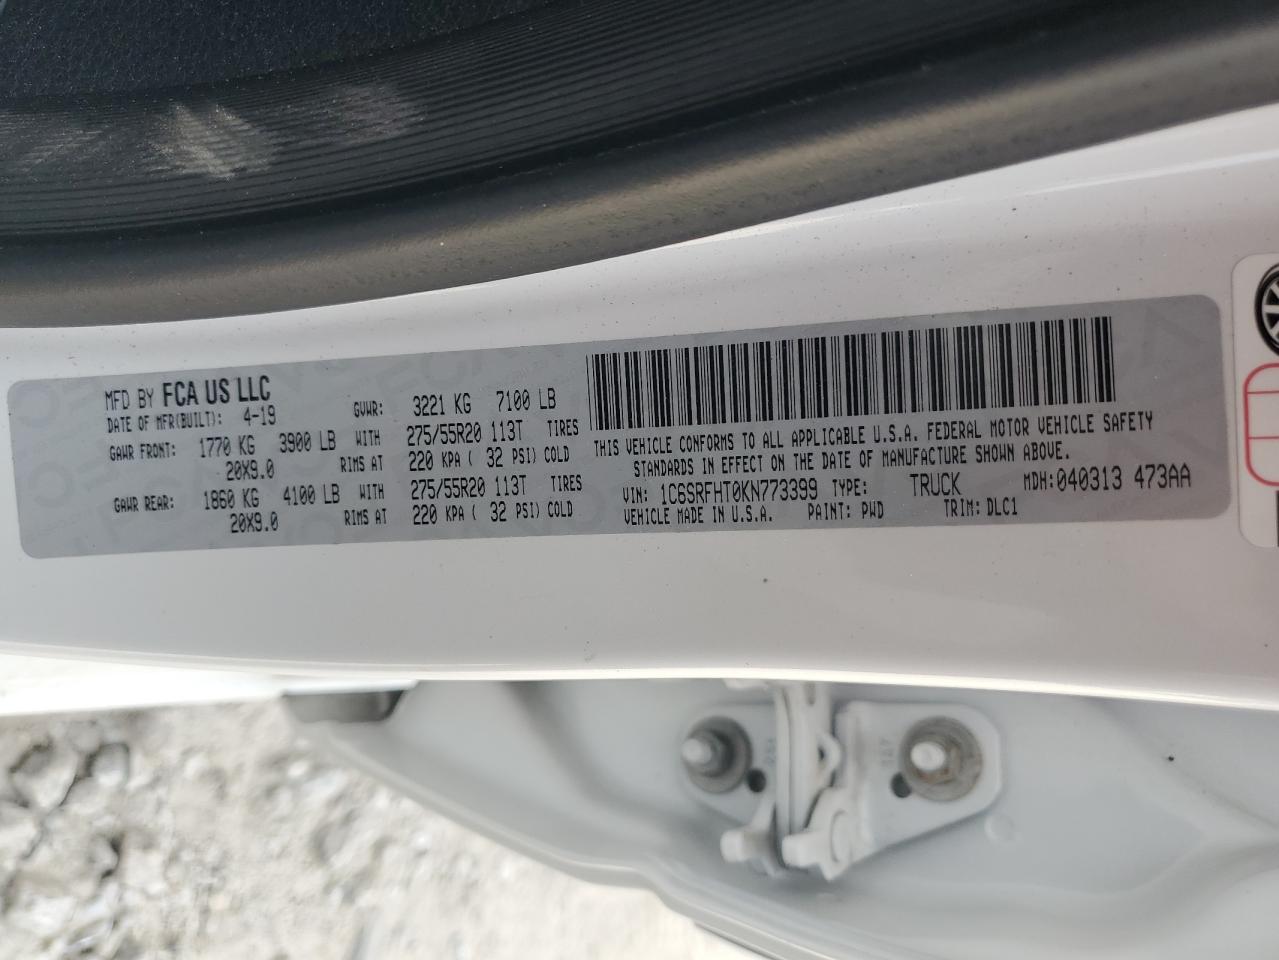 MFD BY FCA US LLC
DATE OF MFR(BUILT): 4-19 GVWR: 3221 KG 7100 LB
GAWR FRONT: 1770 KG 3900 LB WITH 275/55R20 113T TIRES
20X9.0 RIMS AT 220 KPA ( 32 PSI) COLD
GAWR REAR: 1860 KG 4100 LB WITH 275/55R20 113T TIRES
20X9.0 RIMS AT 220 KPA ( 32 PSI) COLD
THIS VEHICLE CONFORMS TO ALL APPLICABLE U.S.A. FEDERAL MOTOR VEHICLE SAFETY
STANDARDS IN EFFECT ON THE DATE OF MANUFACTURE SHOWN ABOVE.
VIN: 1C6SRFHT0KN773399 TYPE: TRUCK MDH:040313 473AA
VEHICLE MADE IN U.S.A. PAINT: PWD TRIM: DLC1